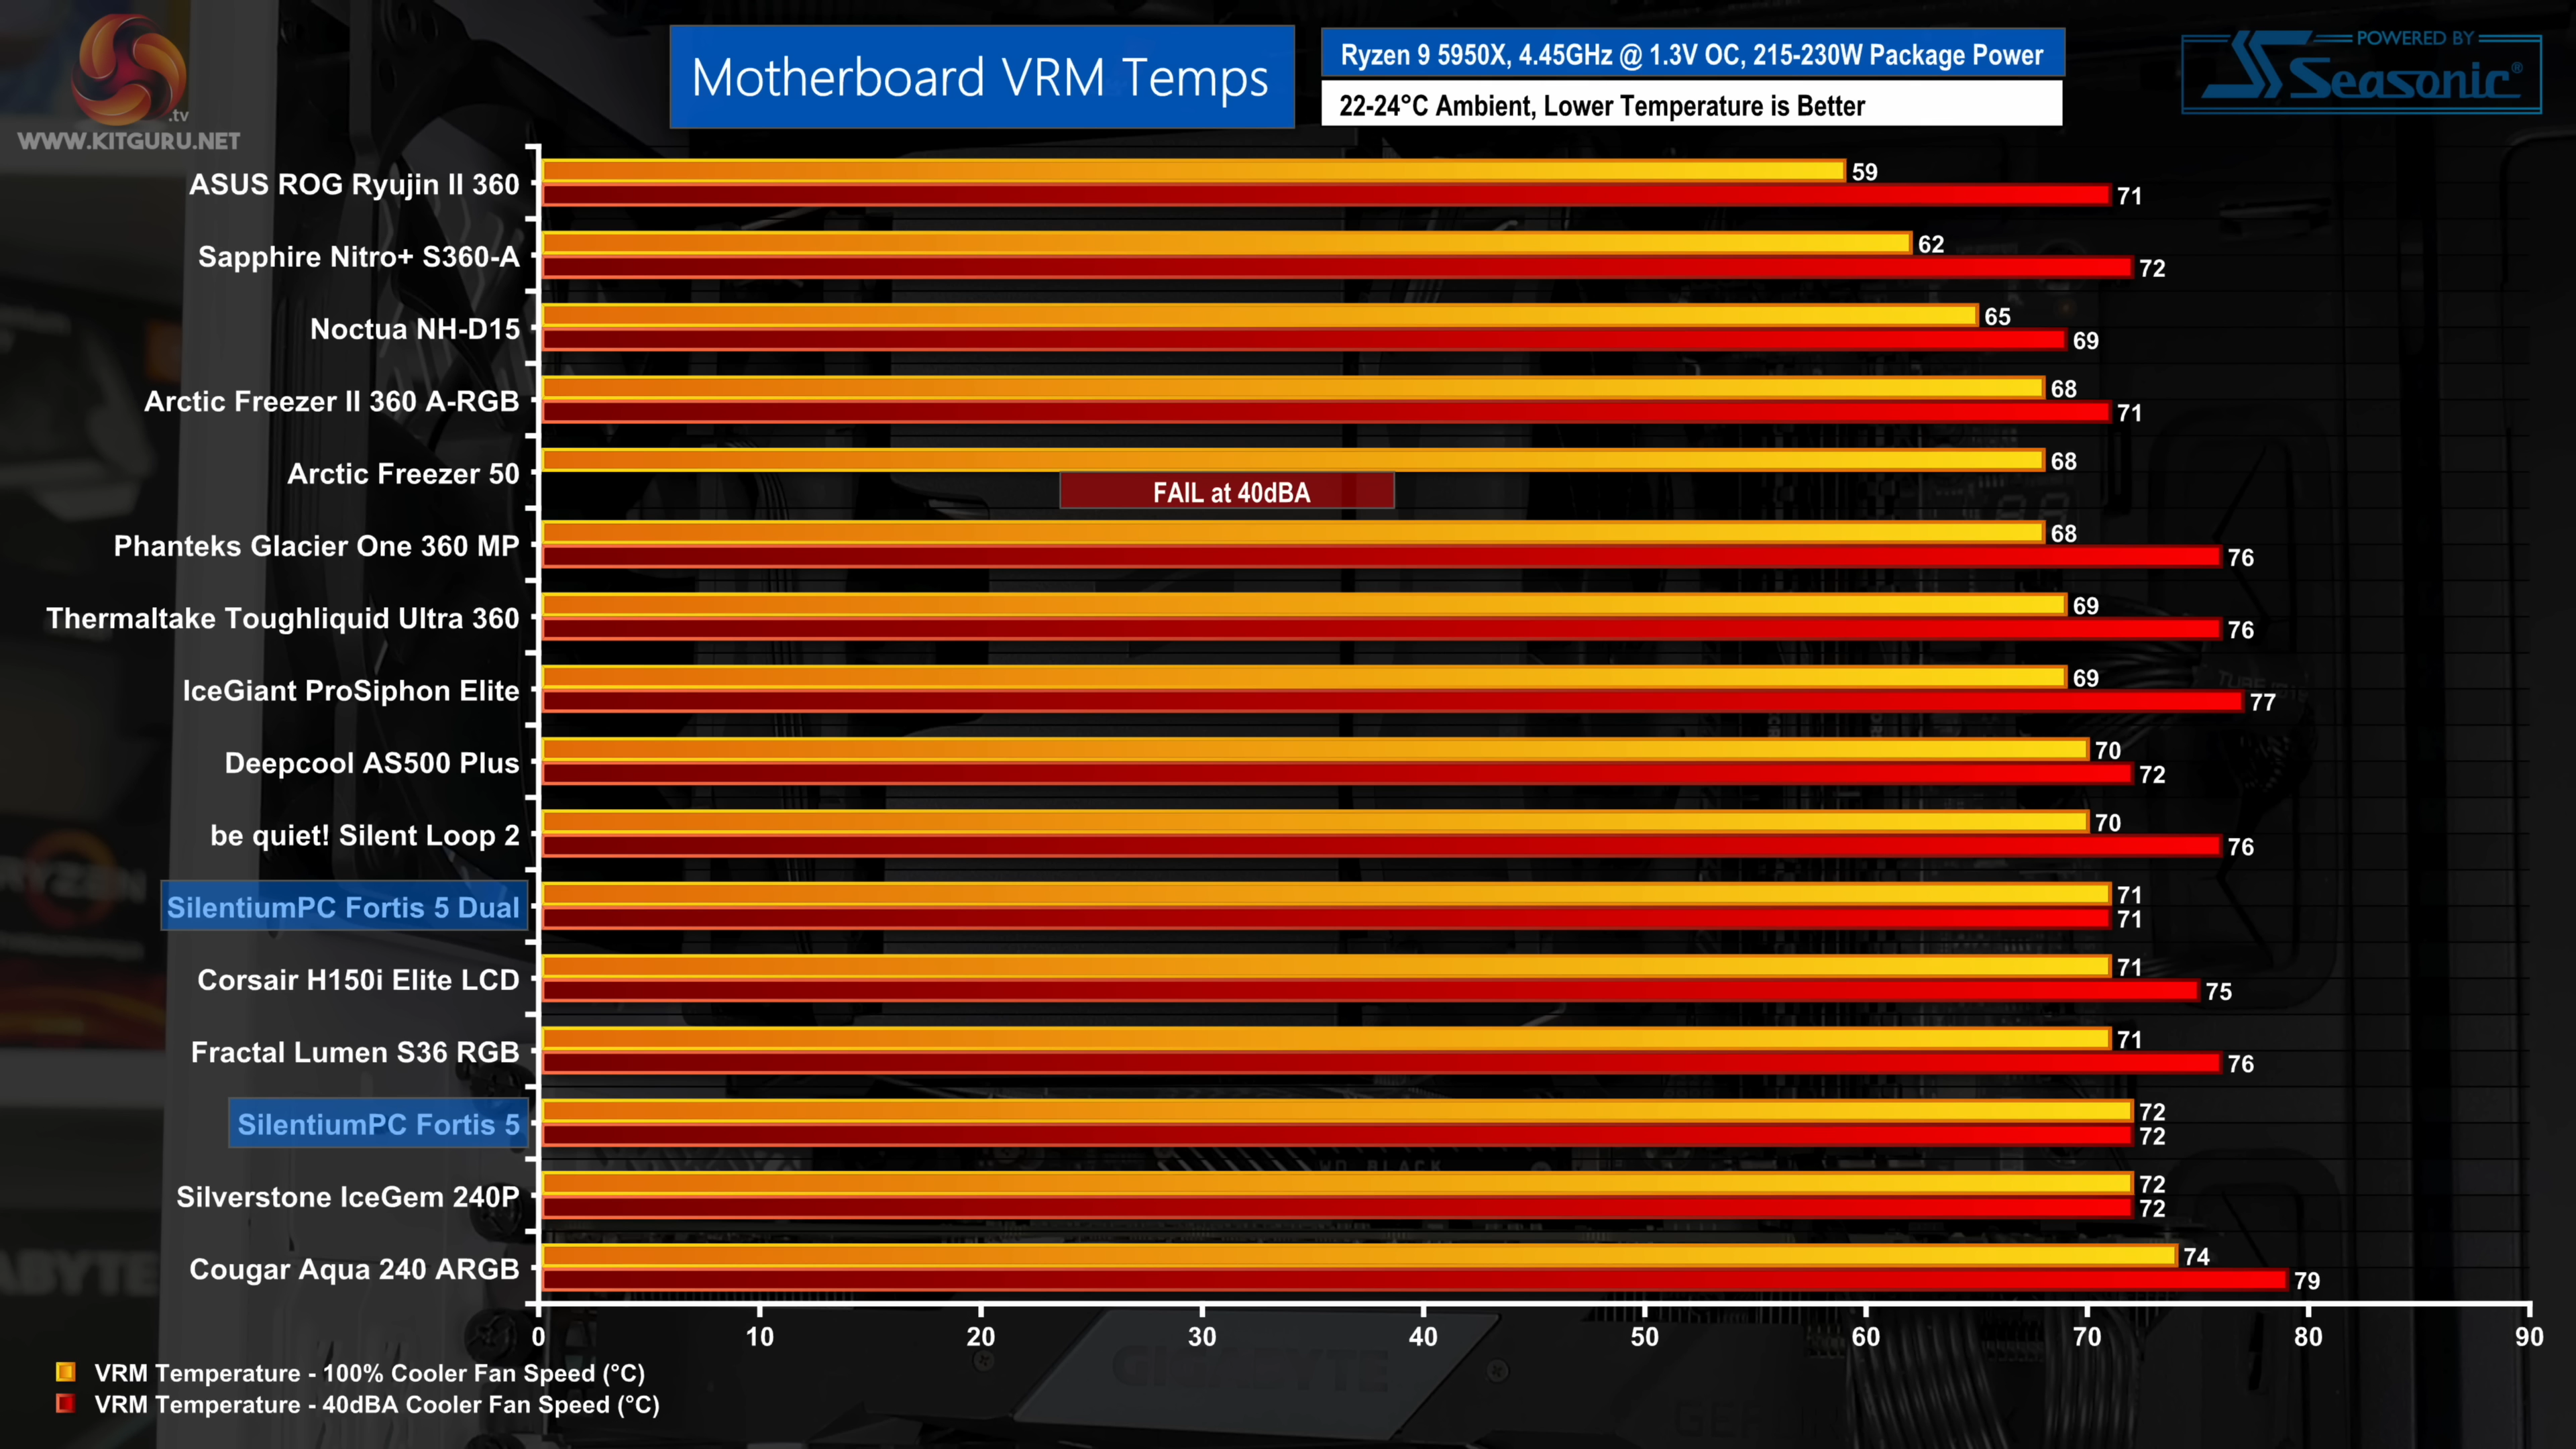 .tv
WWW.KITGURU.NET
Motherboard VRM Temps
Ryzen 9 5950X, 4.45GHz @ 1.3V OC, 215-230W Package Power
22-24°C Ambient, Lower Temperature is Better
POWERED BY
Seasonic®
ASUS ROG Ryujin II 360
59
71
Sapphire Nitro+ S360-A
62
72
Noctua NH-D15
65
69
Arctic Freezer II 360 A-RGB
68
71
Arctic Freezer 50
68
FAIL at 40dBA
Phanteks Glacier One 360 MP
68
76
Thermaltake Toughliquid Ultra 360
69
76
IceGiant ProSiphon Elite
69
77
Deepcool AS500 Plus
70
72
be quiet! Silent Loop 2
70
76
SilentiumPC Fortis 5 Dual
71
71
Corsair H150i Elite LCD
71
75
Fractal Lumen S36 RGB
71
76
SilentiumPC Fortis 5
72
72
Silverstone IceGem 240P
72
72
Cougar Aqua 240 ARGB
74
79
0 10 20 30 40 50 60 70 80 90
VRM Temperature - 100% Cooler Fan Speed (°C)
VRM Temperature - 40dBA Cooler Fan Speed (°C)
RYZEN
WD_BLACK
GIGABYTE